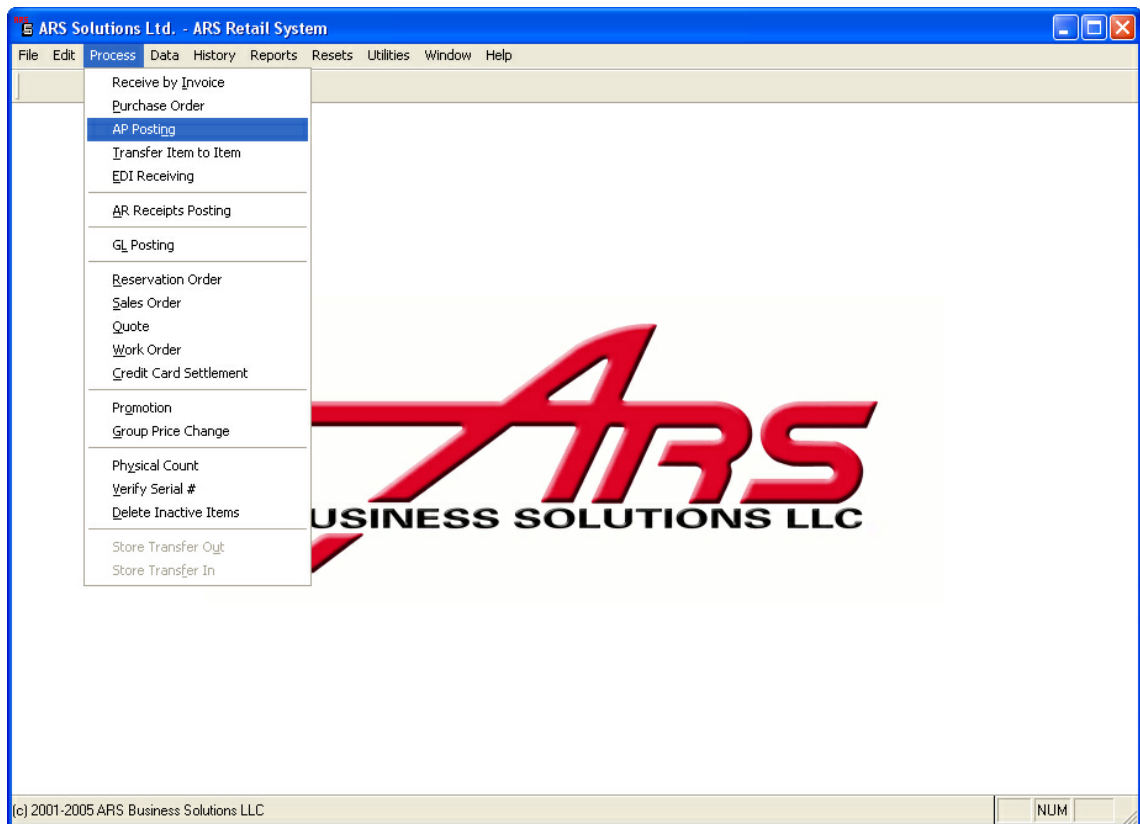 ARS Solutions Ltd. - ARS Retail System
File Edit Process Data History Reports Resets Utilities Window Help
Receive by Invoice
Purchase Order
AP Posting
Transfer Item to Item
EDI Receiving
AR Receipts Posting
GL Posting
Reservation Order
Sales Order
Quote
Work Order
Credit Card Settlement
Promotion
Group Price Change
Physical Count
Verify Serial #
Delete Inactive Items
Store Transfer Out
Store Transfer In
ARS
USINESS SOLUTIONS LLC
(c) 2001-2005 ARS Business Solutions LLC
NUM